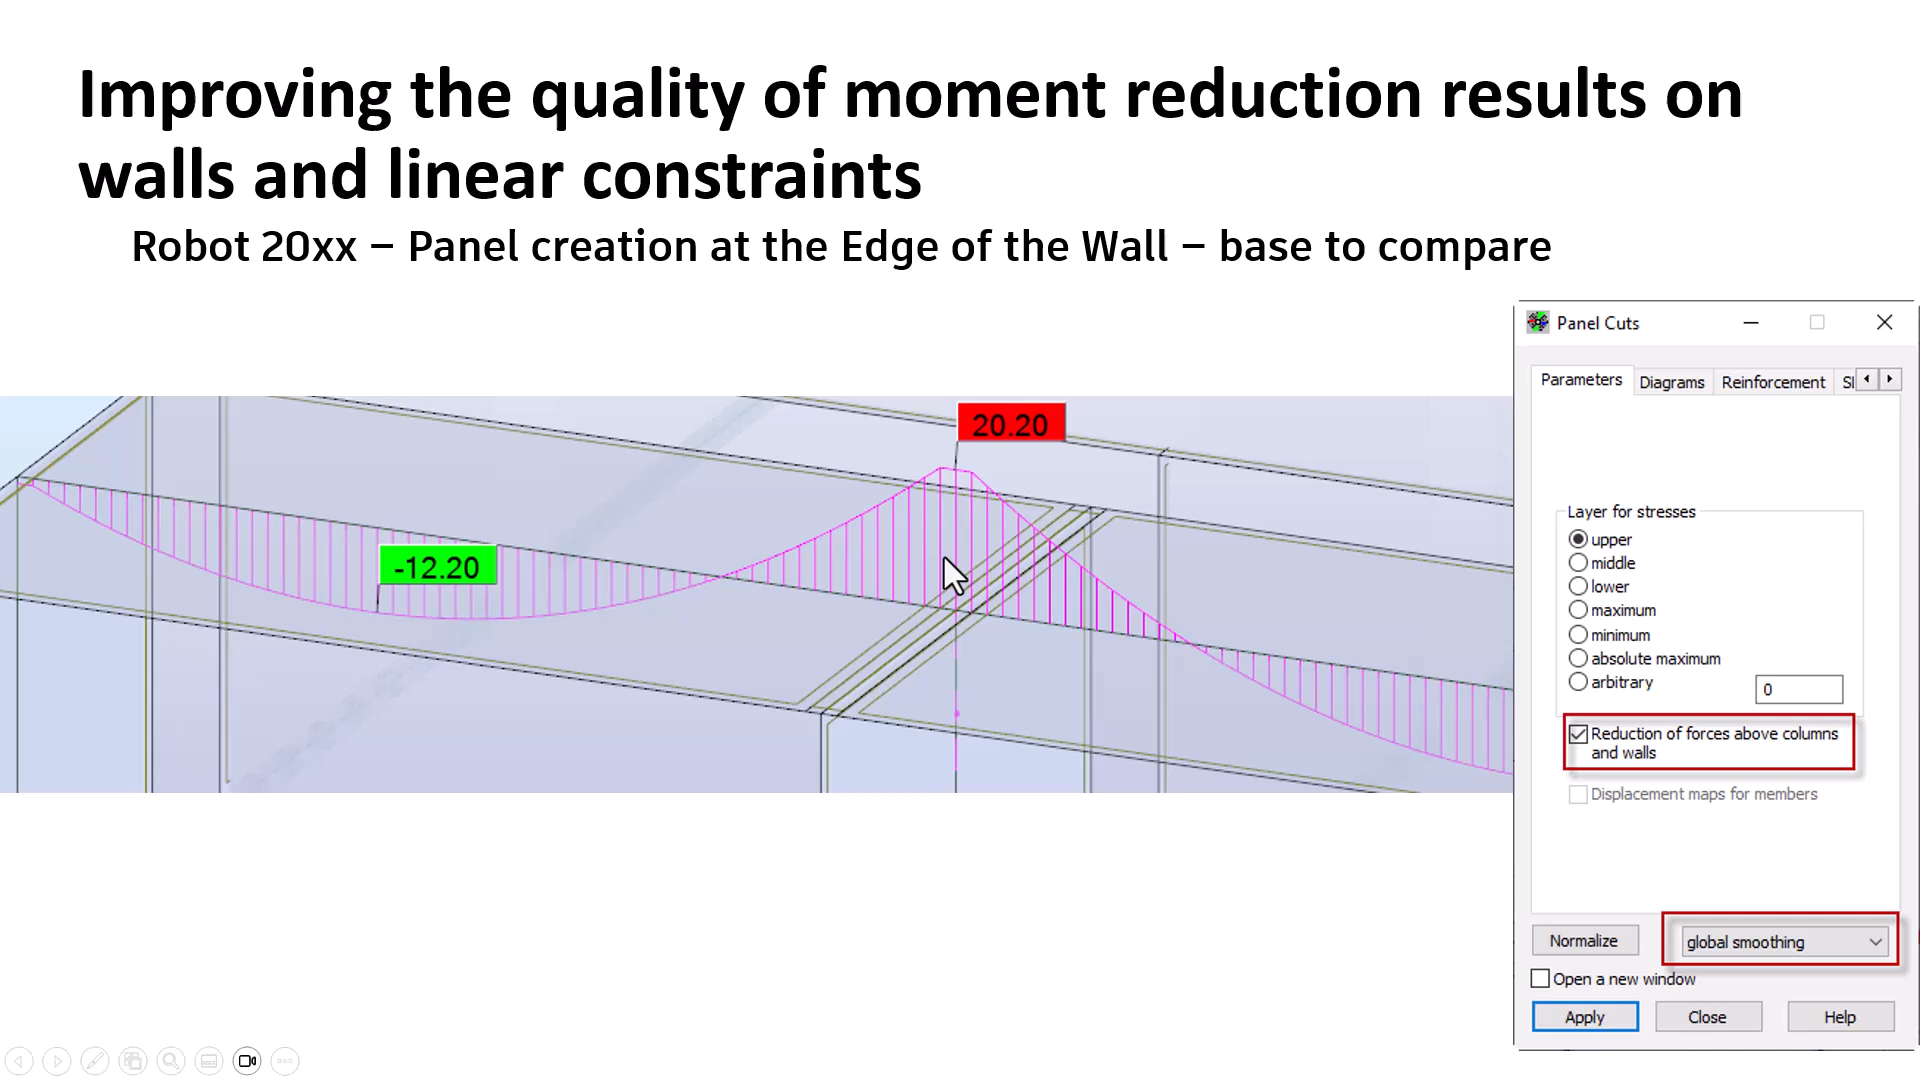 Improving the quality of moment reduction results on
walls and linear constraints
Robot 20xx – Panel creation at the Edge of the Wall – base to compare
Panel Cuts
Parameters Diagrams Reinforcement Sl
20.20
-12.20
Layer for stresses
upper
middle
lower
maximum
minimum
absolute maximum
arbitrary
0
Reduction of forces above columns
and walls
Displacement maps for members
Normalize
global smoothing
Open a new window
Apply Close Help